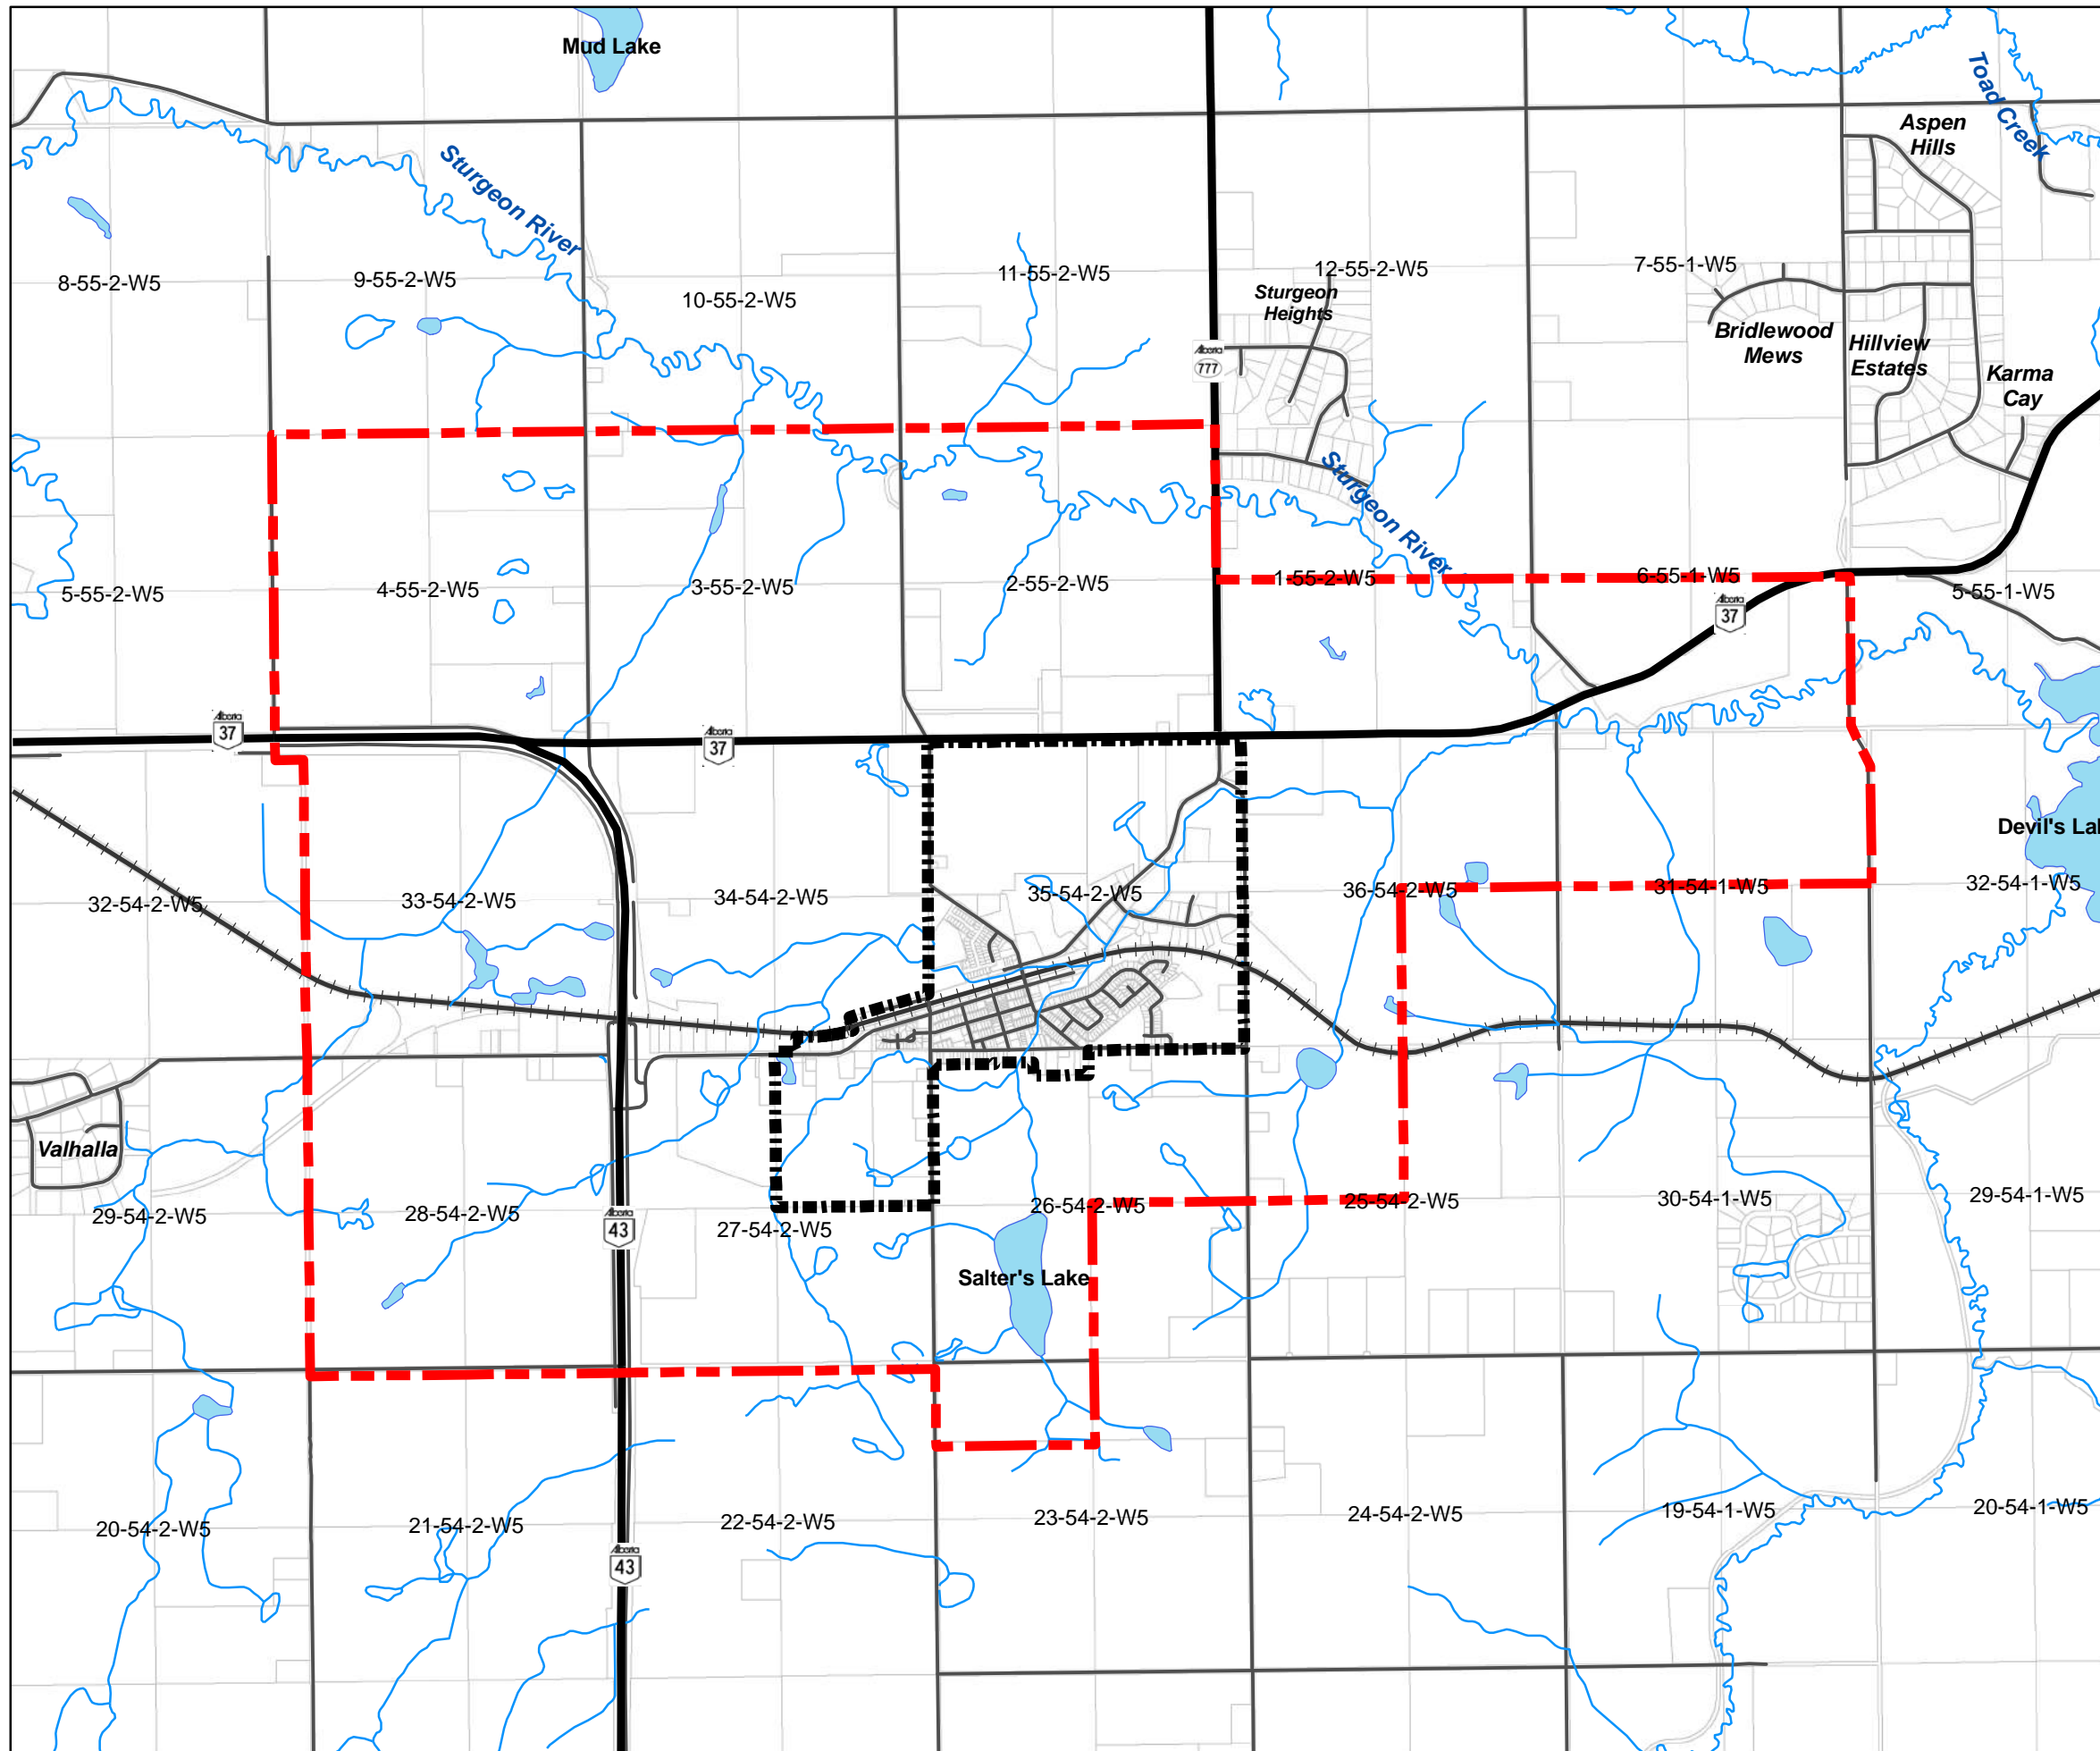 Mud Lake
Toad Creek
Aspen
Hills
Sturgeon River
8-55-2-W5
9-55-2-W5
10-55-2-W5
11-55-2-W5
12-55-2-W5
7-55-1-W5
Sturgeon
Heights
Bridlewood
Mews
Hillview
Estates
Karma
Cay
Alberta
777
Sturgeon River
5-55-2-W5
4-55-2-W5
3-55-2-W5
2-55-2-W5
1-55-2-W5
6-55-1-W5
5-55-1-W5
Alberta
37
Alberta
37
Alberta
37
Devil's Lak
32-54-2-W5
33-54-2-W5
34-54-2-W5
35-54-2-W5
36-54-2-W5
31-54-1-W5
32-54-1-W5
Valhalla
29-54-2-W5
28-54-2-W5
Alberta
43
27-54-2-W5
26-54-2-W5
25-54-2-W5
30-54-1-W5
29-54-1-W5
Salter's Lake
20-54-2-W5
21-54-2-W5
22-54-2-W5
23-54-2-W5
24-54-2-W5
19-54-1-W5
20-54-1-W5
Alberta
43